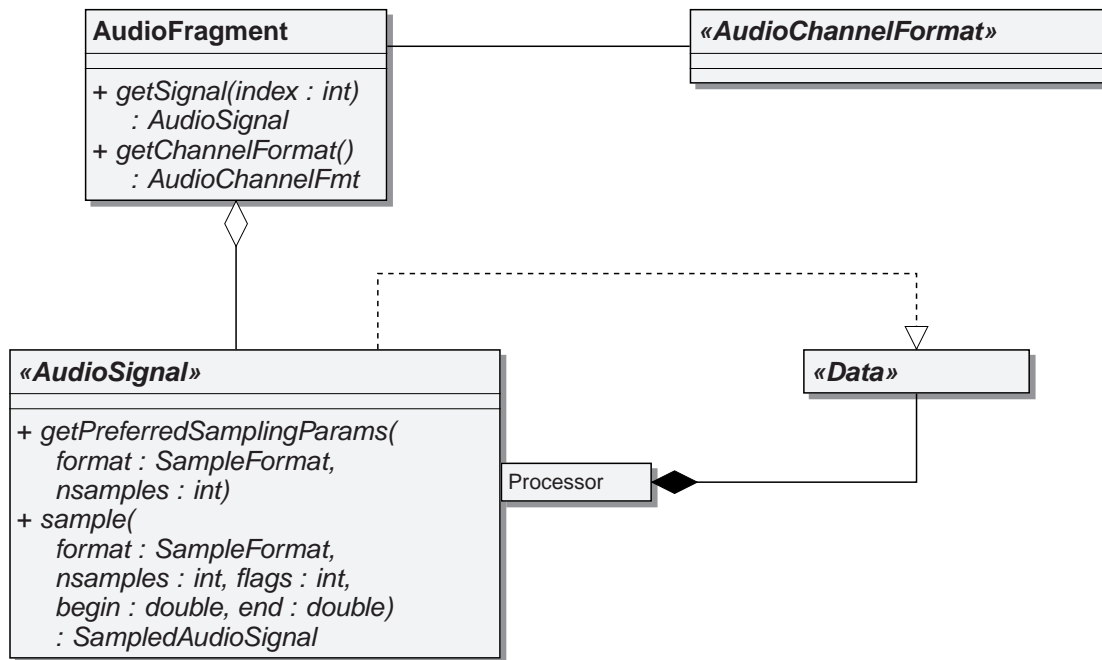 AudioFragment
+ getSignal(index : int)
: AudioSignal
+ getChannelFormat()
: AudioChannelFmt
«AudioChannelFormat»
«AudioSignal»
+ getPreferredSamplingParams(
format : SampleFormat,
nsamples : int)
+ sample(
format : SampleFormat,
nsamples : int, flags : int,
begin : double, end : double)
: SampledAudioSignal
Processor
«Data»